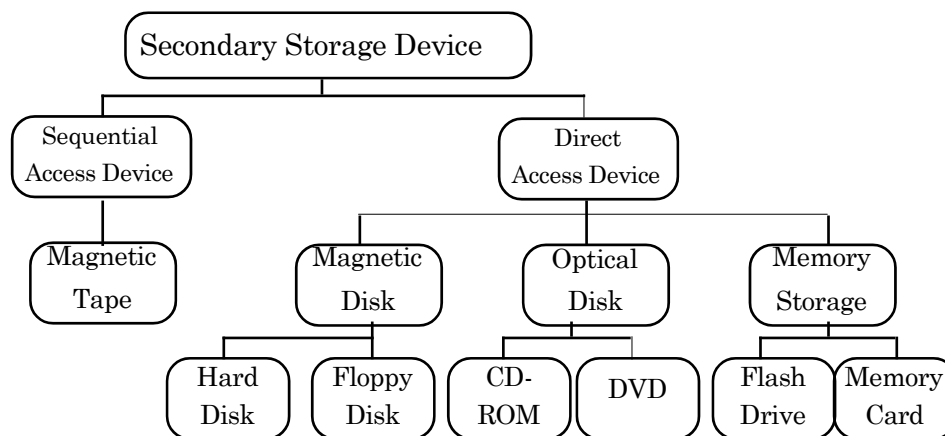 Secondary Storage Device
Sequential
Access Device
Direct
Access Device
Magnetic
Tape
Magnetic
Disk
Optical
Disk
Memory
Storage
Hard
Disk
Floppy
Disk
CD-
ROM
DVD
Flash
Drive
Memory
Card